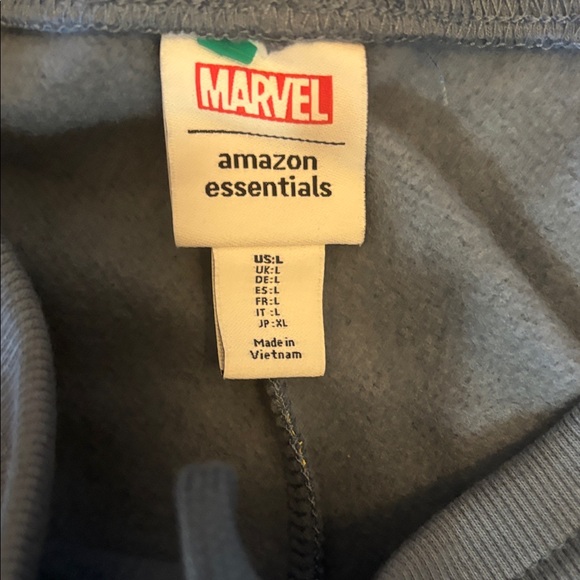 MARVEL
amazon
essentials
US:L
UK:L
DE:L
ES:L
FR:L
IT :L
JP:XL
Made in
Vietnam